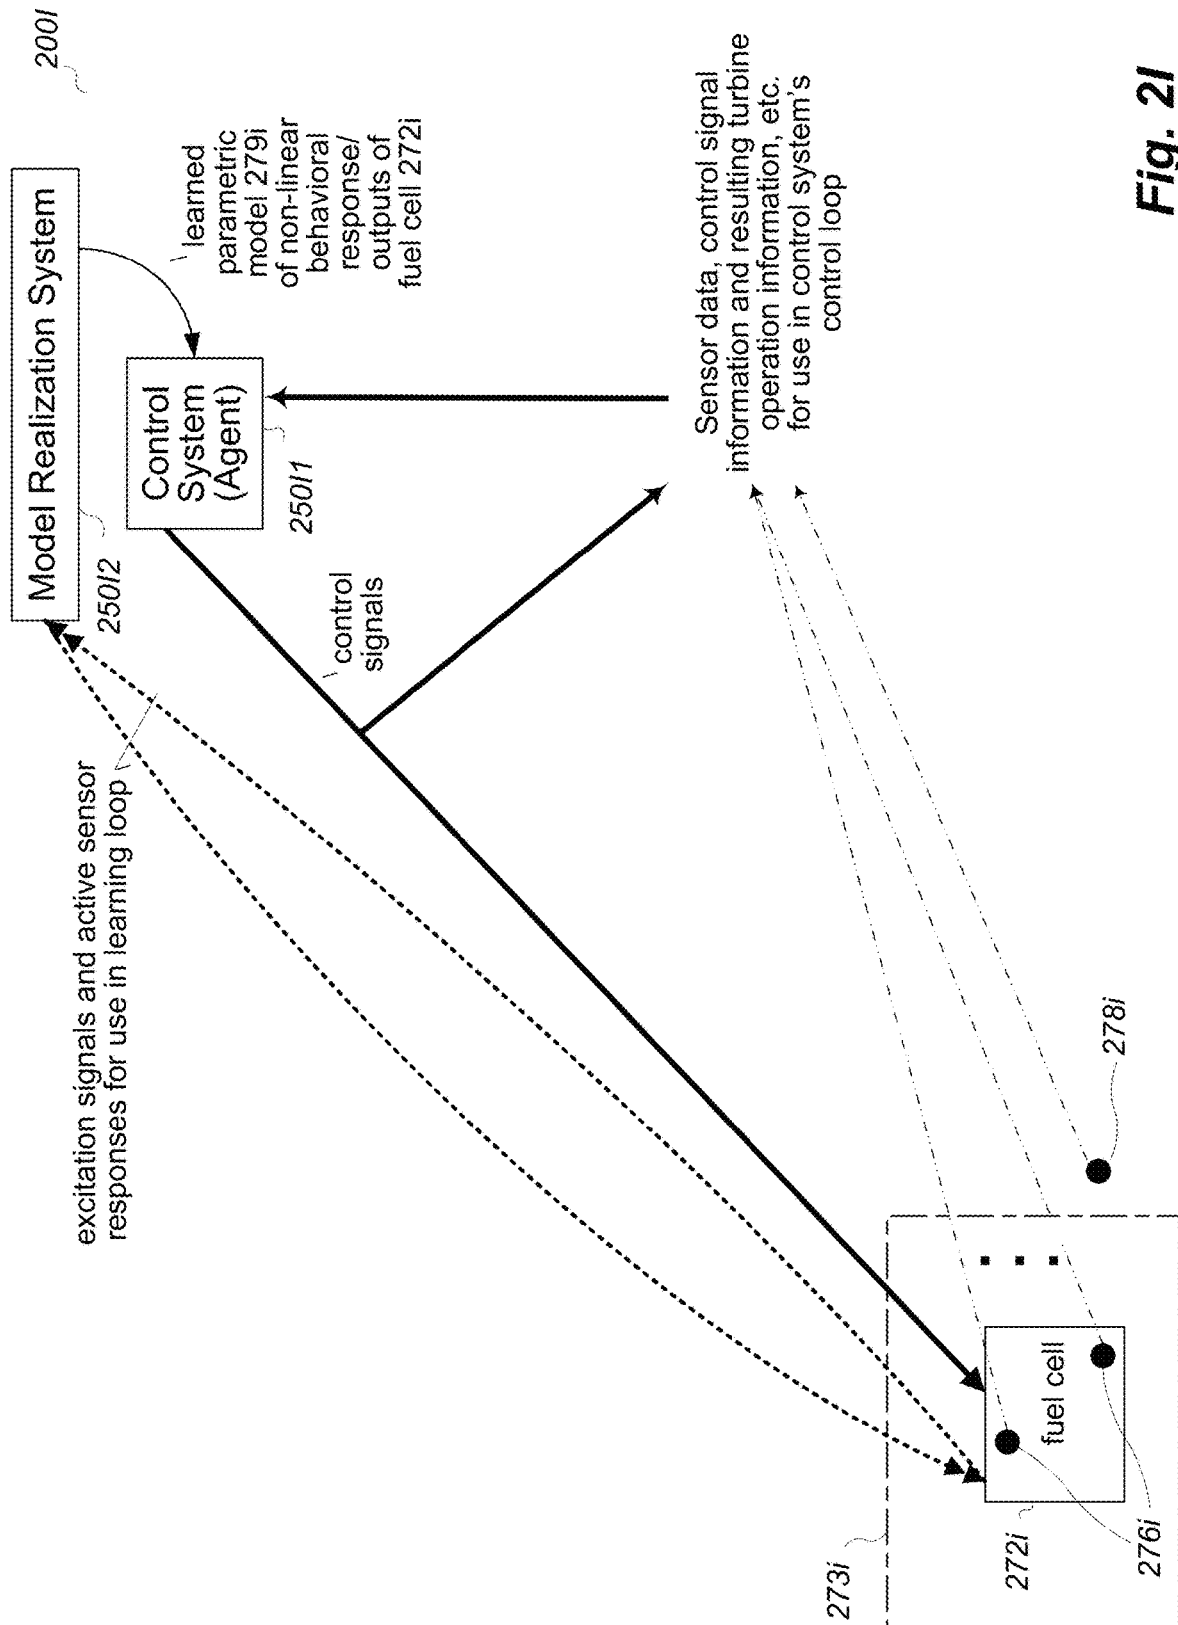 200I
Model Realization System
250I2
learned
parametric
model 279i
of non-linear
behavioral
response/
outputs of
fuel cell 272i
Control
System
(Agent)
250I1
excitation signals and active sensor
responses for use in learning loop
control
signals
Sensor data, control signal
information and resulting turbine
operation information, etc.
for use in control system's
control loop
273i
272i
fuel cell
276i
278i
Fig. 2I